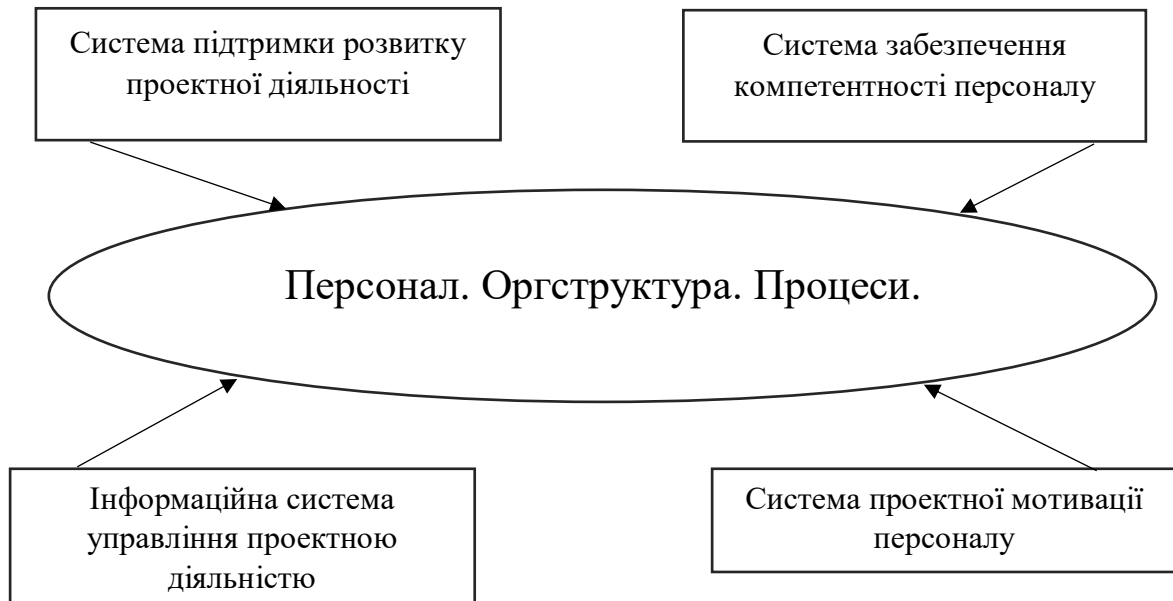 Система підтримки розвитку
проектної діяльності
Система забезпечення
компетентності персоналу
Персонал. Оргструктура. Процеси.
Інформаційна система
управління проектною
діяльністю
Система проектної мотивації
персоналу